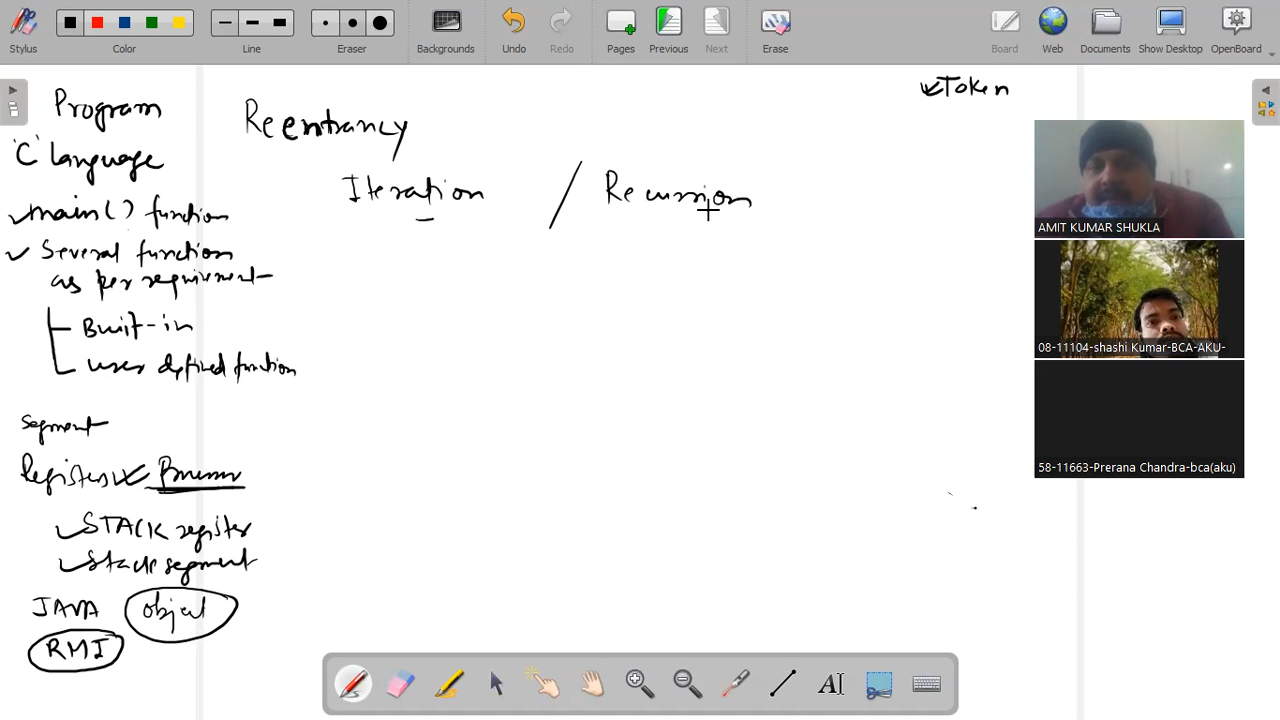 Stylus Color Line Eraser Backgrounds Undo Redo Pages Previous Next Erase Board Web Documents Show Desktop OpenBoard
Token
Program
Reentrancy
'C' language
Iteration / Recursion
main() function
Several function
as per requirement
Built-in
user defined function
Segment
Registers
STACK register
Stack segment
JAVA object
RMI
AMIT KUMAR SHUKLA
08-11104-shashi Kumar-BCA-AKU-
58-11663-Prerana Chandra-bca(aku)